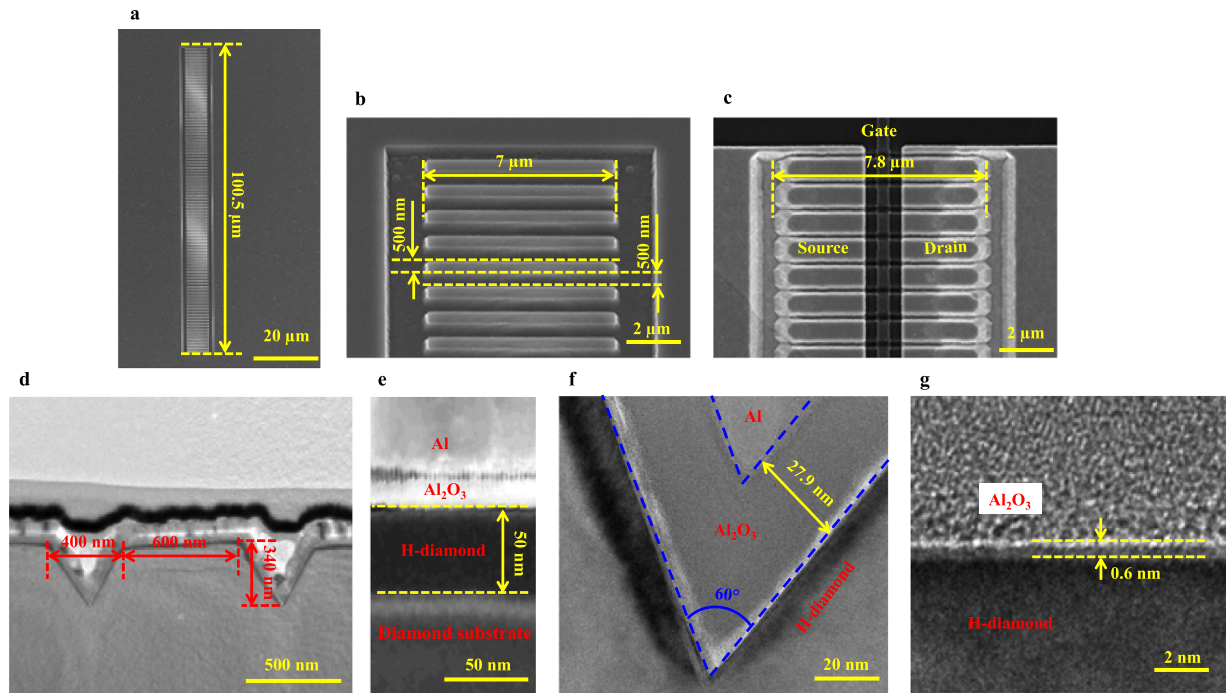 a
100.5 µm
20 µm
b
7 µm
500 nm
500 nm
2 µm
c
Gate
7.8 µm
Source
Drain
2 µm
d
400 nm
600 nm
340 nm
500 nm
e
Al
Al₂O₃
H-diamond
50 nm
Diamond substrate
50 nm
f
Al
27.9 nm
Al₂O₃
60°
H-diamond
20 nm
g
Al₂O₃
0.6 nm
H-diamond
2 nm